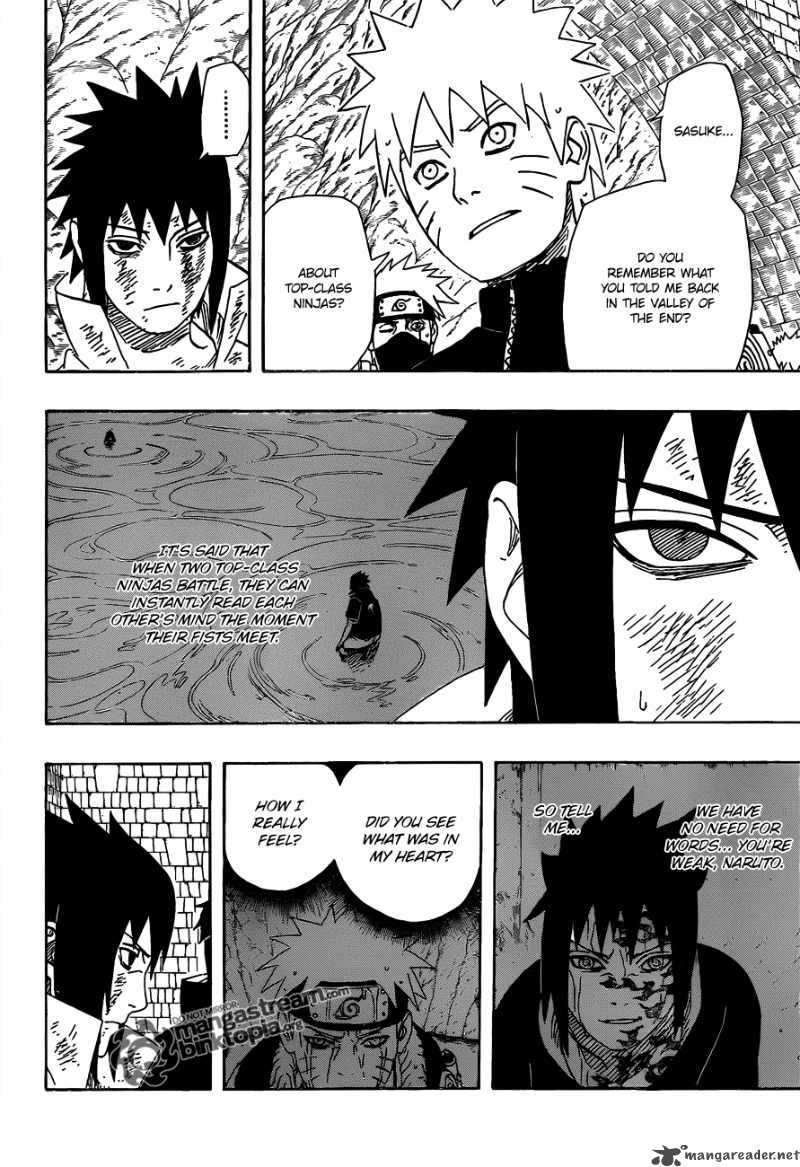 SASUKE...
DO YOU
REMEMBER WHAT
YOU TOLD ME BACK
IN THE VALLEY OF
THE END?
ABOUT
TOP-CLASS
NINJAS?
........
IT'S SAID THAT
WHEN TWO TOP-CLASS
NINJAS BATTLE, THEY CAN
INSTANTLY READ EACH
OTHER'S MIND THE MOMENT
THEIR FISTS MEET.
WE HAVE
NO NEED FOR
WORDS... YOU'RE
WEAK, NARUTO.
SO TELL
ME...
DID YOU SEE
WHAT WAS IN
MY HEART?
HOW I
REALLY
FEEL?
DO NOT MIRROR
mangastream.com
binktopia.org
mangareader.net